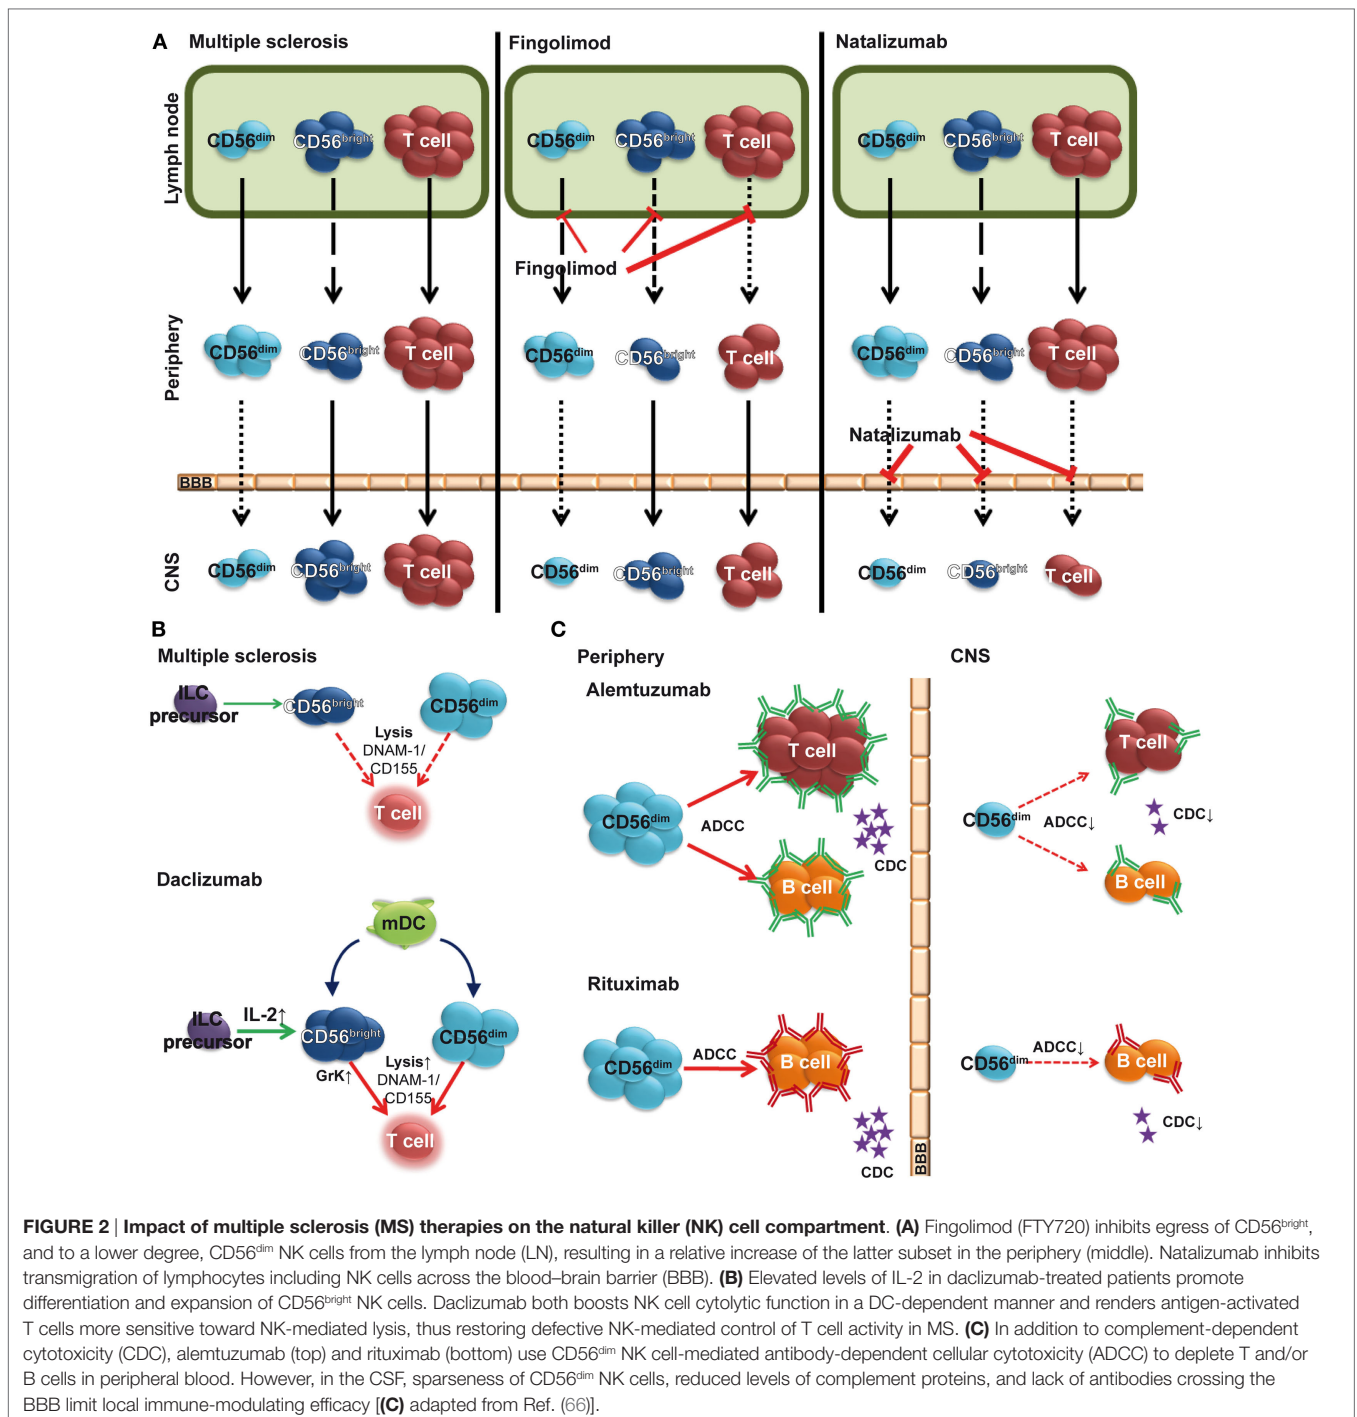 A
Multiple sclerosis
Fingolimod
Natalizumab
Lymph node
CD56dim
CD56bright
T cell
CD56dim
CD56bright
T cell
CD56dim
CD56bright
T cell
Fingolimod
Periphery
CD56dim
CD56bright
T cell
CD56dim
CD56bright
T cell
CD56dim
CD56bright
T cell
Natalizumab
BBB
CNS
CD56dim
CD56bright
T cell
CD56dim
CD56bright
T cell
CD56dim
CD56bright
T cell
B
Multiple sclerosis
ILC
precursor
CD56bright
CD56dim
Lysis
DNAM-1/
CD155
T cell
Daclizumab
mDC
ILC
precursor
IL-2↑
CD56bright
CD56dim
GrK↑
Lysis↑
DNAM-1/
CD155
T cell
C
Periphery
CNS
Alemtuzumab
T cell
CD56dim
ADCC
CDC
B cell
T cell
CD56dim
ADCC↓
CDC↓
B cell
Rituximab
CD56dim
ADCC
B cell
CDC
BBB
CD56dim
ADCC↓
B cell
CDC↓
FIGURE 2 | Impact of multiple sclerosis (MS) therapies on the natural killer (NK) cell compartment. (A) Fingolimod (FTY720) inhibits egress of CD56bright,
and to a lower degree, CD56dim NK cells from the lymph node (LN), resulting in a relative increase of the latter subset in the periphery (middle). Natalizumab inhibits
transmigration of lymphocytes including NK cells across the blood–brain barrier (BBB). (B) Elevated levels of IL-2 in daclizumab-treated patients promote
differentiation and expansion of CD56bright NK cells. Daclizumab both boosts NK cell cytolytic function in a DC-dependent manner and renders antigen-activated
T cells more sensitive toward NK-mediated lysis, thus restoring defective NK-mediated control of T cell activity in MS. (C) In addition to complement-dependent
cytotoxicity (CDC), alemtuzumab (top) and rituximab (bottom) use CD56dim NK cell-mediated antibody-dependent cellular cytotoxicity (ADCC) to deplete T and/or
B cells in peripheral blood. However, in the CSF, sparseness of CD56dim NK cells, reduced levels of complement proteins, and lack of antibodies crossing the
BBB limit local immune-modulating efficacy [(C) adapted from Ref. (66)].